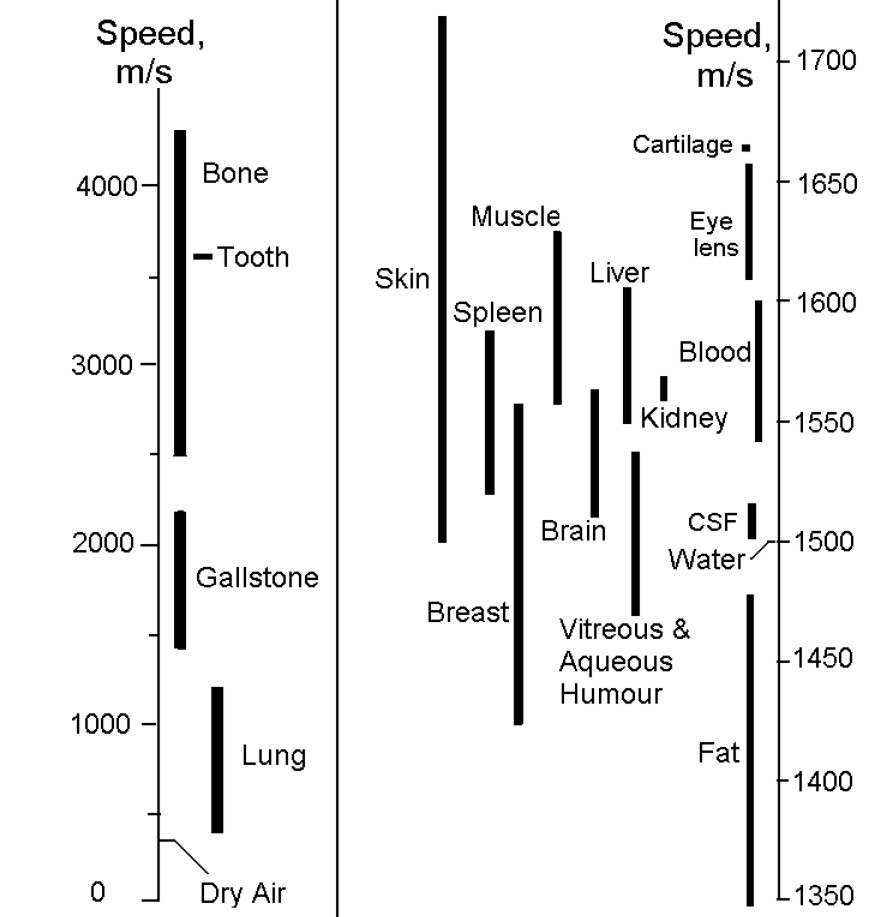 Speed,
m/s
4000
3000
2000
1000
0
Bone
Tooth
Gallstone
Lung
Dry Air
Speed,
m/s
1700
1650
1600
1550
1500
1450
1400
1350
Cartilage
Muscle
Eye
lens
Skin
Liver
Spleen
Blood
Kidney
CSF
Brain
Water
Breast
Vitreous &
Aqueous
Humour
Fat